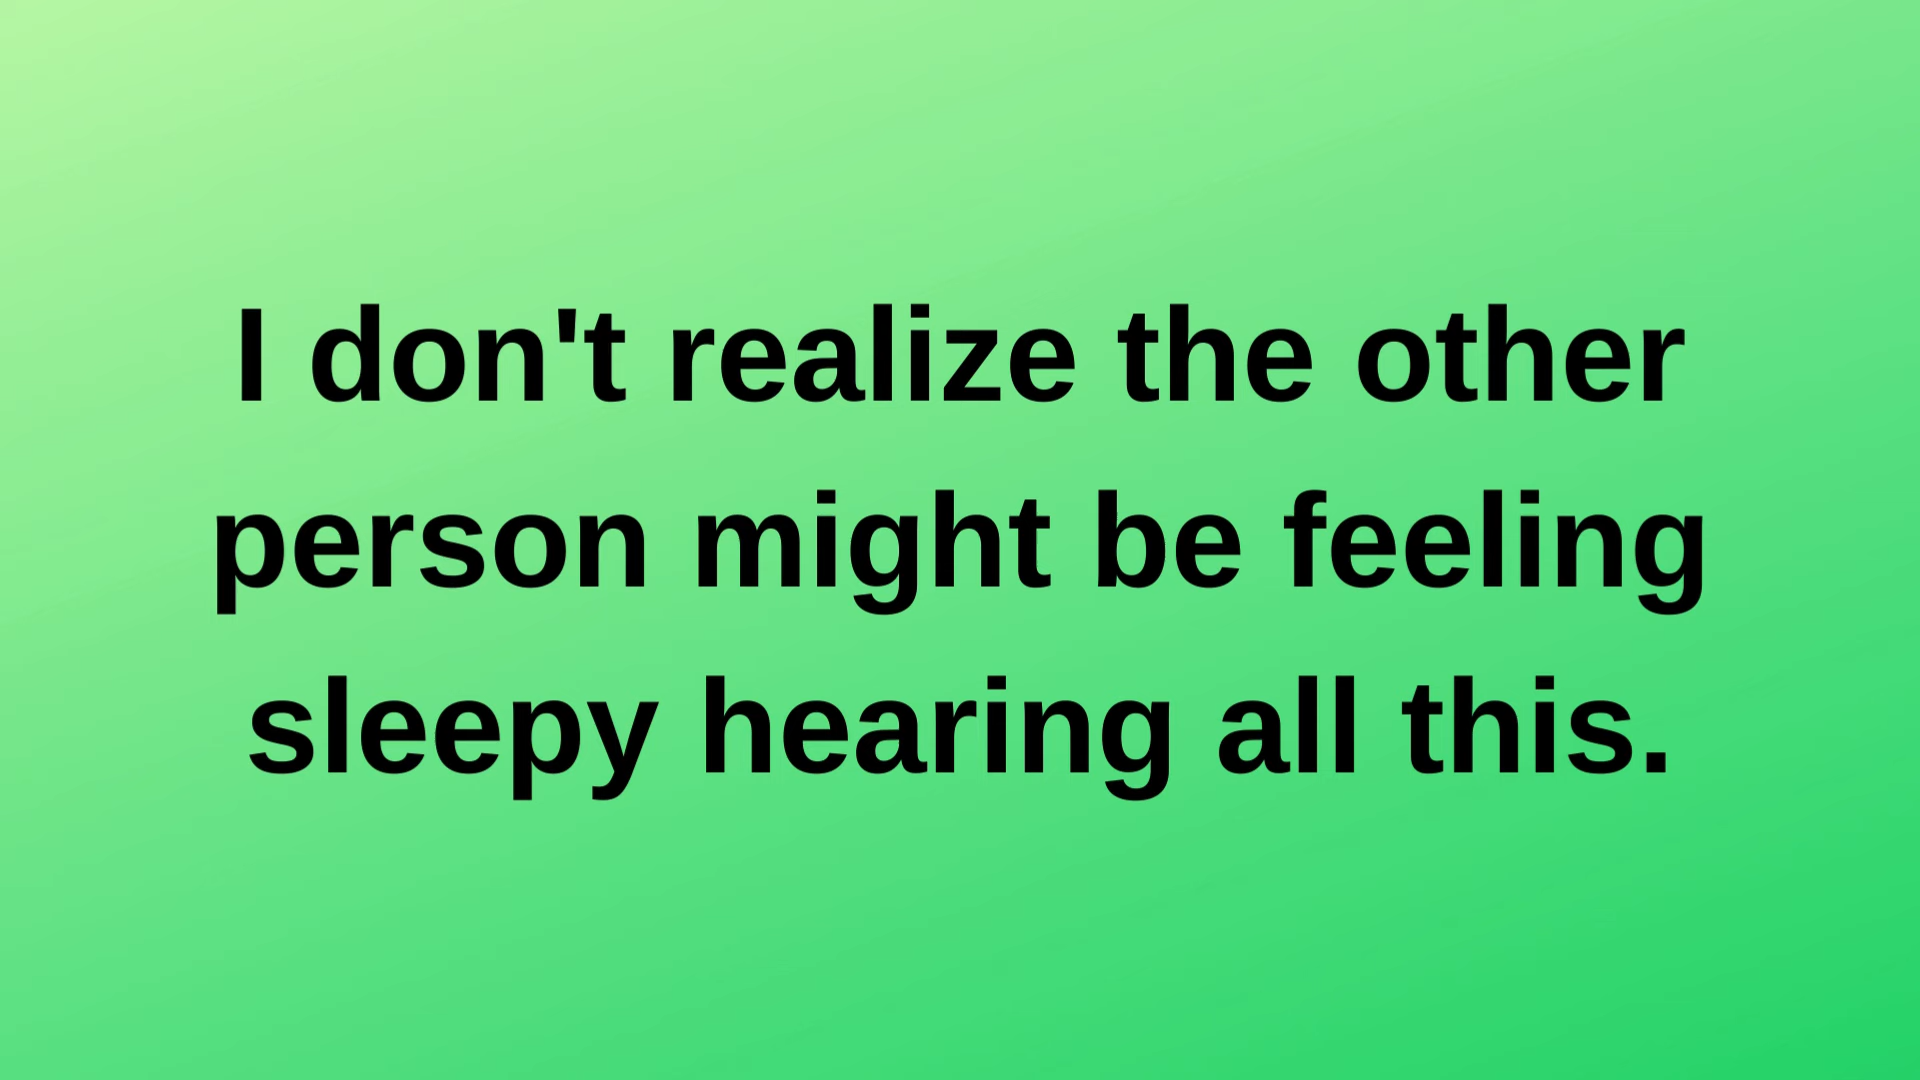 I don't realize the other
person might be feeling
sleepy hearing all this.